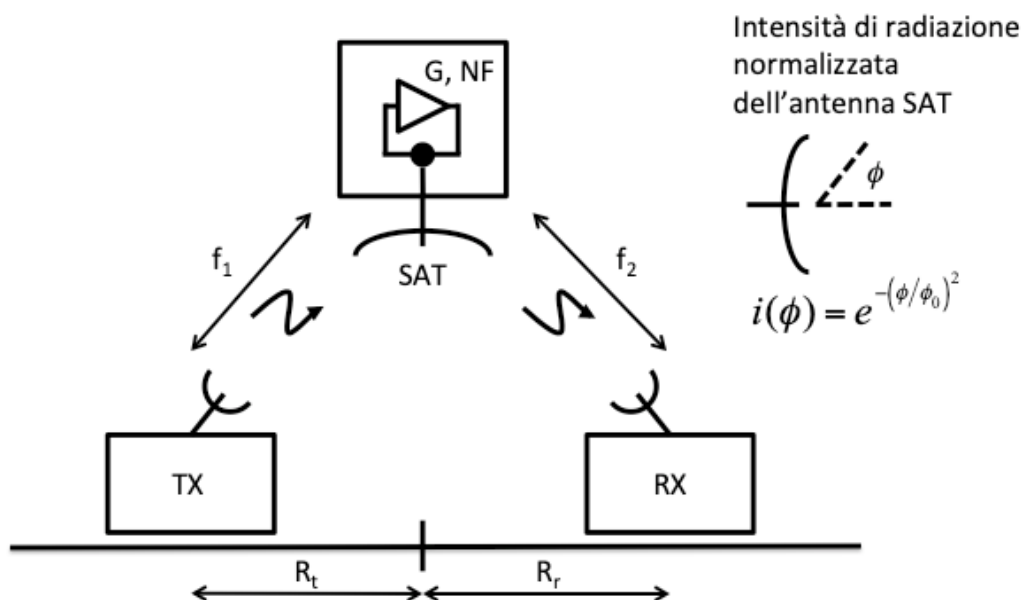 Intensità di radiazione
normalizzata
dell'antenna SAT
G, NF
ϕ
f₁
SAT
f₂
i(ϕ) = e^{-(ϕ/ϕ₀)²}
TX
RX
Rₜ
Rᵣ